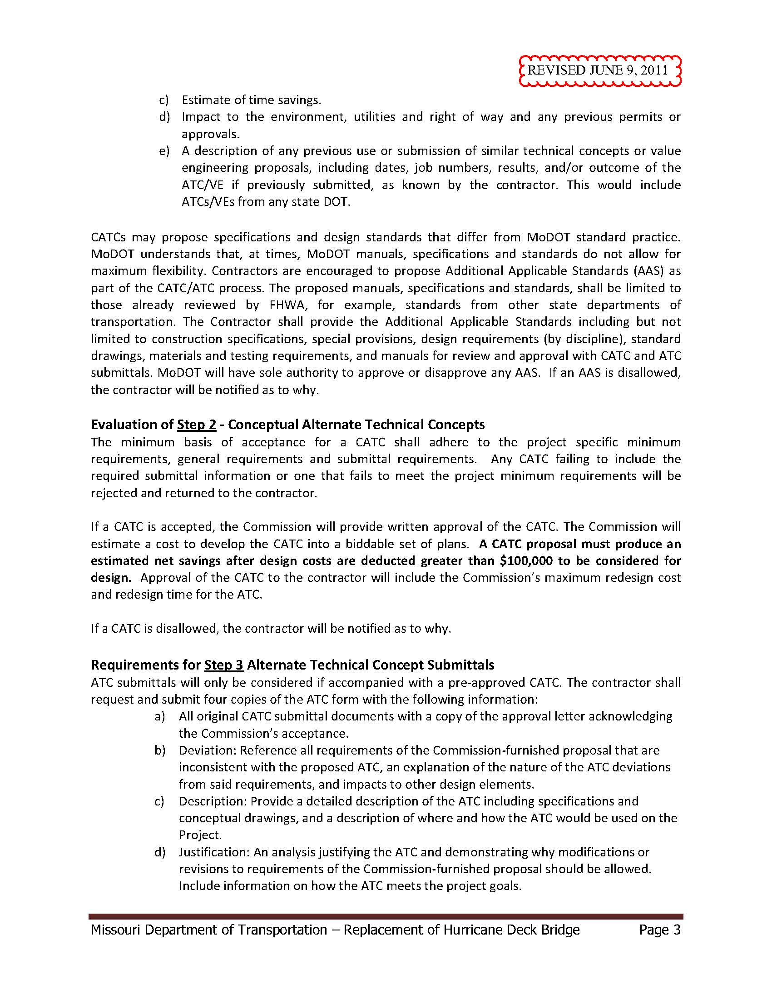 REVISED JUNE 9, 2011
c) Estimate of time savings.
d) Impact to the environment, utilities and right of way and any previous permits or
approvals.
e) A description of any previous use or submission of similar technical concepts or value
engineering proposals, including dates, job numbers, results, and/or outcome of the
ATC/VE if previously submitted, as known by the contractor. This would include
ATCs/VEs from any state DOT.
CATCs may propose specifications and design standards that differ from MoDOT standard practice.
MoDOT understands that, at times, MoDOT manuals, specifications and standards do not allow for
maximum flexibility. Contractors are encouraged to propose Additional Applicable Standards (AAS) as
part of the CATC/ATC process. The proposed manuals, specifications and standards, shall be limited to
those already reviewed by FHWA, for example, standards from other state departments of
transportation. The Contractor shall provide the Additional Applicable Standards including but not
limited to construction specifications, special provisions, design requirements (by discipline), standard
drawings, materials and testing requirements, and manuals for review and approval with CATC and ATC
submittals. MoDOT will have sole authority to approve or disapprove any AAS. If an AAS is disallowed,
the contractor will be notified as to why.
Evaluation of Step 2 - Conceptual Alternate Technical Concepts
The minimum basis of acceptance for a CATC shall adhere to the project specific minimum
requirements, general requirements and submittal requirements. Any CATC failing to include the
required submittal information or one that fails to meet the project minimum requirements will be
rejected and returned to the contractor.
If a CATC is accepted, the Commission will provide written approval of the CATC. The Commission will
estimate a cost to develop the CATC into a biddable set of plans. A CATC proposal must produce an
estimated net savings after design costs are deducted greater than $100,000 to be considered for
design. Approval of the CATC to the contractor will include the Commission’s maximum redesign cost
and redesign time for the ATC.
If a CATC is disallowed, the contractor will be notified as to why.
Requirements for Step 3 Alternate Technical Concept Submittals
ATC submittals will only be considered if accompanied with a pre-approved CATC. The contractor shall
request and submit four copies of the ATC form with the following information:
a) All original CATC submittal documents with a copy of the approval letter acknowledging
the Commission’s acceptance.
b) Deviation: Reference all requirements of the Commission-furnished proposal that are
inconsistent with the proposed ATC, an explanation of the nature of the ATC deviations
from said requirements, and impacts to other design elements.
c) Description: Provide a detailed description of the ATC including specifications and
conceptual drawings, and a description of where and how the ATC would be used on the
Project.
d) Justification: An analysis justifying the ATC and demonstrating why modifications or
revisions to requirements of the Commission-furnished proposal should be allowed.
Include information on how the ATC meets the project goals.
Missouri Department of Transportation – Replacement of Hurricane Deck Bridge Page 3